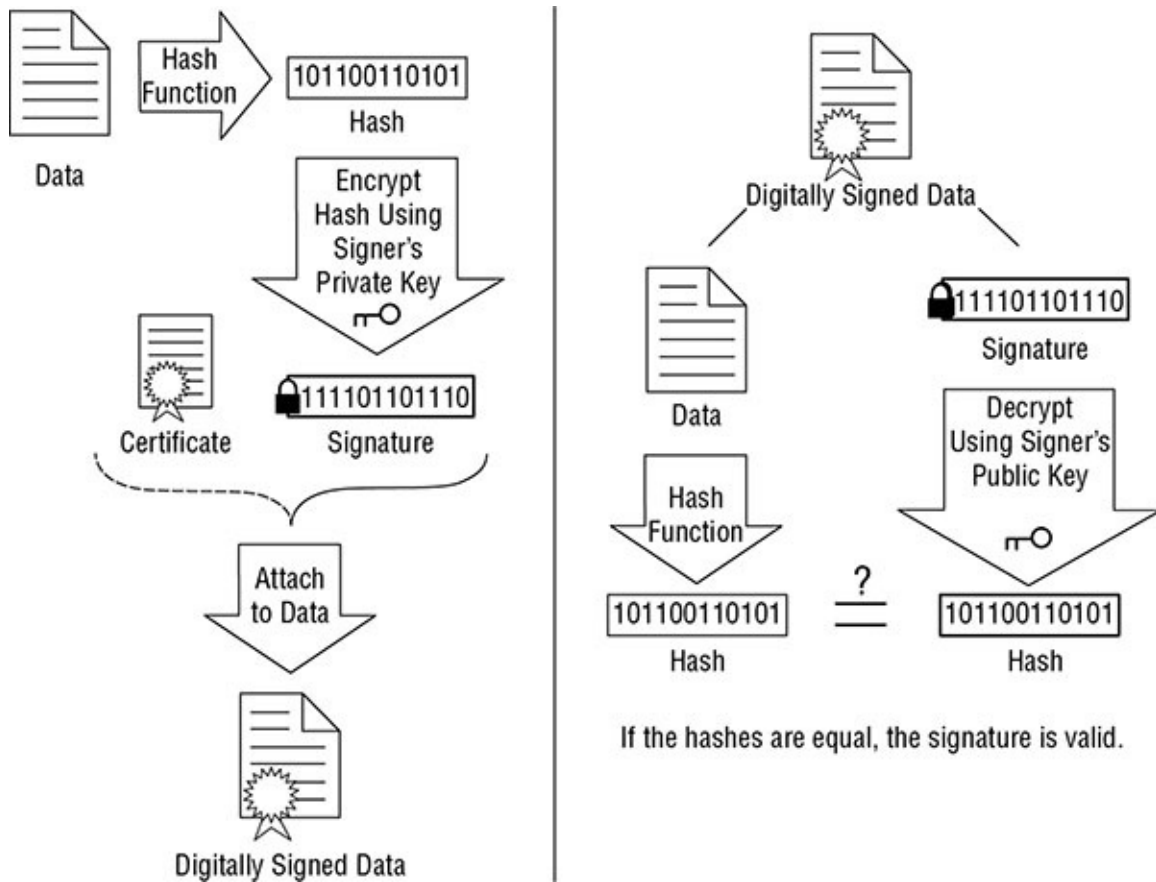 Hash
Function
101100110101
Hash
Data
Encrypt
Hash Using
Signer's
Private Key
111101101110
Certificate
Signature
Attach
to Data
Digitally Signed Data
Digitally Signed Data
111101101110
Signature
Data
Decrypt
Using Signer's
Public Key
Hash
Function
?
101100110101
=
101100110101
Hash
Hash
If the hashes are equal, the signature is valid.